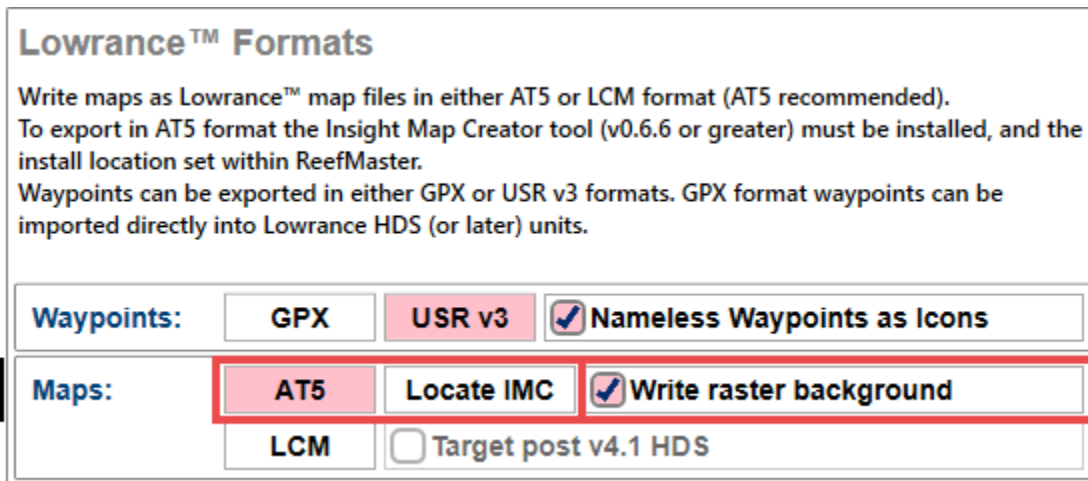 Lowrance™ Formats
Write maps as Lowrance™ map files in either AT5 or LCM format (AT5 recommended).
To export in AT5 format the Insight Map Creator tool (v0.6.6 or greater) must be installed, and the
install location set within ReefMaster.
Waypoints can be exported in either GPX or USR v3 formats. GPX format waypoints can be
imported directly into Lowrance HDS (or later) units.
Waypoints: GPX USR v3 Nameless Waypoints as Icons
Maps: AT5 Locate IMC Write raster background
LCM Target post v4.1 HDS